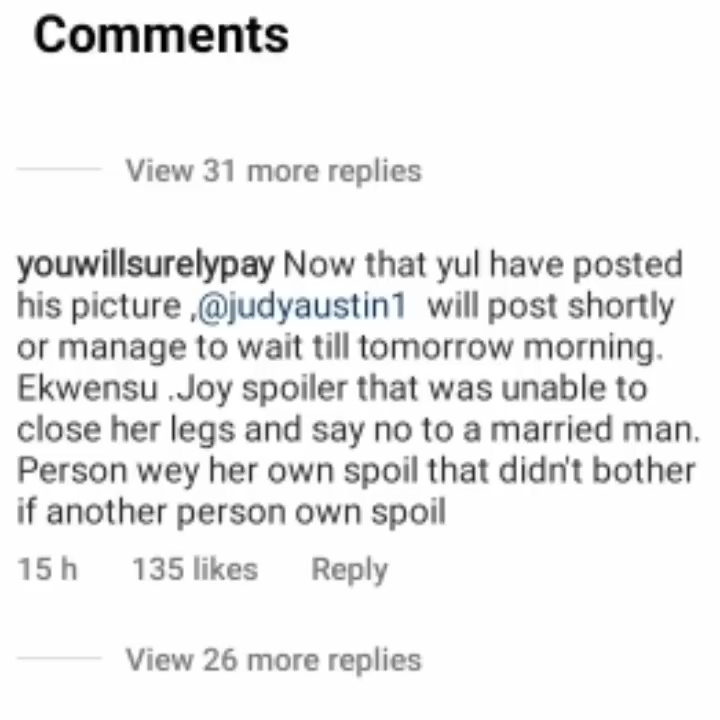 Comments
View 31 more replies
youwillsurelypay Now that yul have posted
his picture ,@judyaustin1 will post shortly
or manage to wait till tomorrow morning.
Ekwensu .Joy spoiler that was unable to
close her legs and say no to a married man.
Person wey her own spoil that didn't bother
if another person own spoil
15 h 135 likes Reply
View 26 more replies